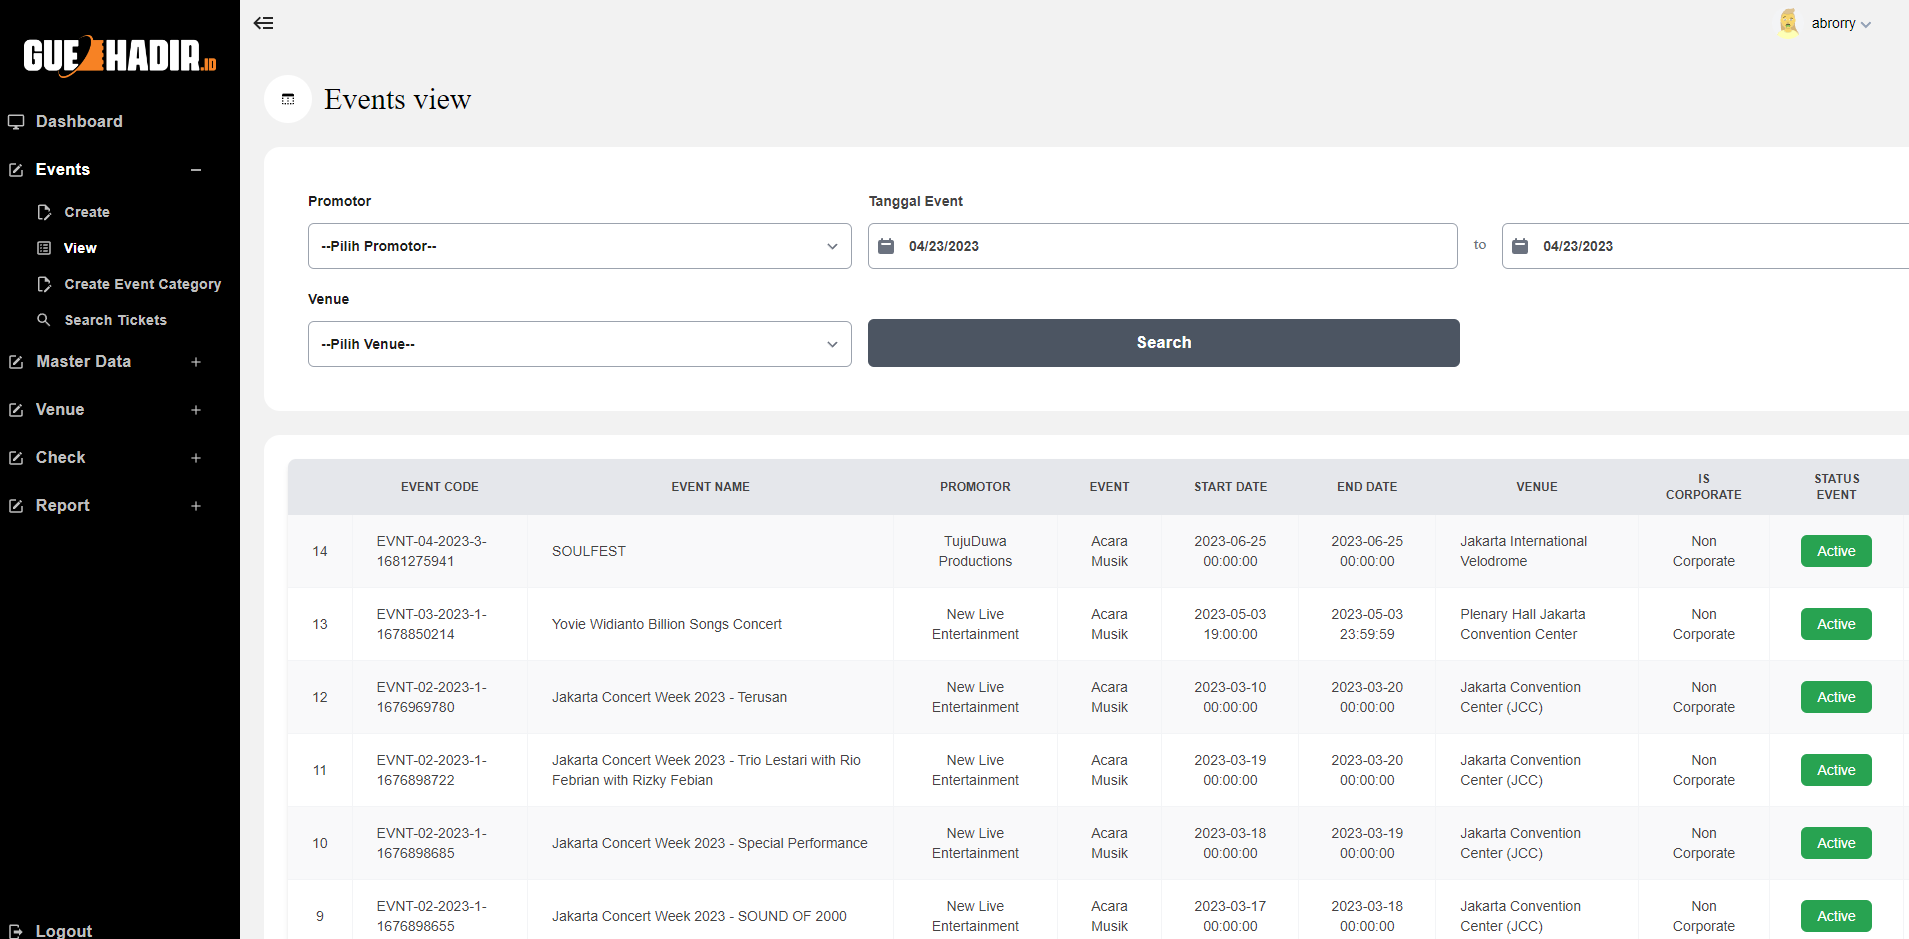 GUEHADIR.ID
abrorry
Dashboard
Events
Create
View
Create Event Category
Search Tickets
Master Data
Venue
Check
Report
Logout
Events view
Promotor
Tanggal Event
--Pilih Promotor--
04/23/2023
to
04/23/2023
Venue
--Pilih Venue--
Search
EVENT CODE
EVENT NAME
PROMOTOR
EVENT
START DATE
END DATE
VENUE
IS
CORPORATE
STATUS
EVENT
14
EVNT-04-2023-3-
1681275941
SOULFEST
TujuDuwa
Productions
Acara
Musik
2023-06-25
00:00:00
2023-06-25
00:00:00
Jakarta International
Velodrome
Non
Corporate
Active
13
EVNT-03-2023-1-
1678850214
Yovie Widianto Billion Songs Concert
New Live
Entertainment
Acara
Musik
2023-05-03
19:00:00
2023-05-03
23:59:59
Plenary Hall Jakarta
Convention Center
Non
Corporate
Active
12
EVNT-02-2023-1-
1676969780
Jakarta Concert Week 2023 - Terusan
New Live
Entertainment
Acara
Musik
2023-03-10
00:00:00
2023-03-20
00:00:00
Jakarta Convention
Center (JCC)
Non
Corporate
Active
11
EVNT-02-2023-1-
1676898722
Jakarta Concert Week 2023 - Trio Lestari with Rio
Febrian with Rizky Febian
New Live
Entertainment
Acara
Musik
2023-03-19
00:00:00
2023-03-20
00:00:00
Jakarta Convention
Center (JCC)
Non
Corporate
Active
10
EVNT-02-2023-1-
1676898685
Jakarta Concert Week 2023 - Special Performance
New Live
Entertainment
Acara
Musik
2023-03-18
00:00:00
2023-03-19
00:00:00
Jakarta Convention
Center (JCC)
Non
Corporate
Active
9
EVNT-02-2023-1-
1676898655
Jakarta Concert Week 2023 - SOUND OF 2000
New Live
Entertainment
Acara
Musik
2023-03-17
00:00:00
2023-03-18
00:00:00
Jakarta Convention
Center (JCC)
Non
Corporate
Active